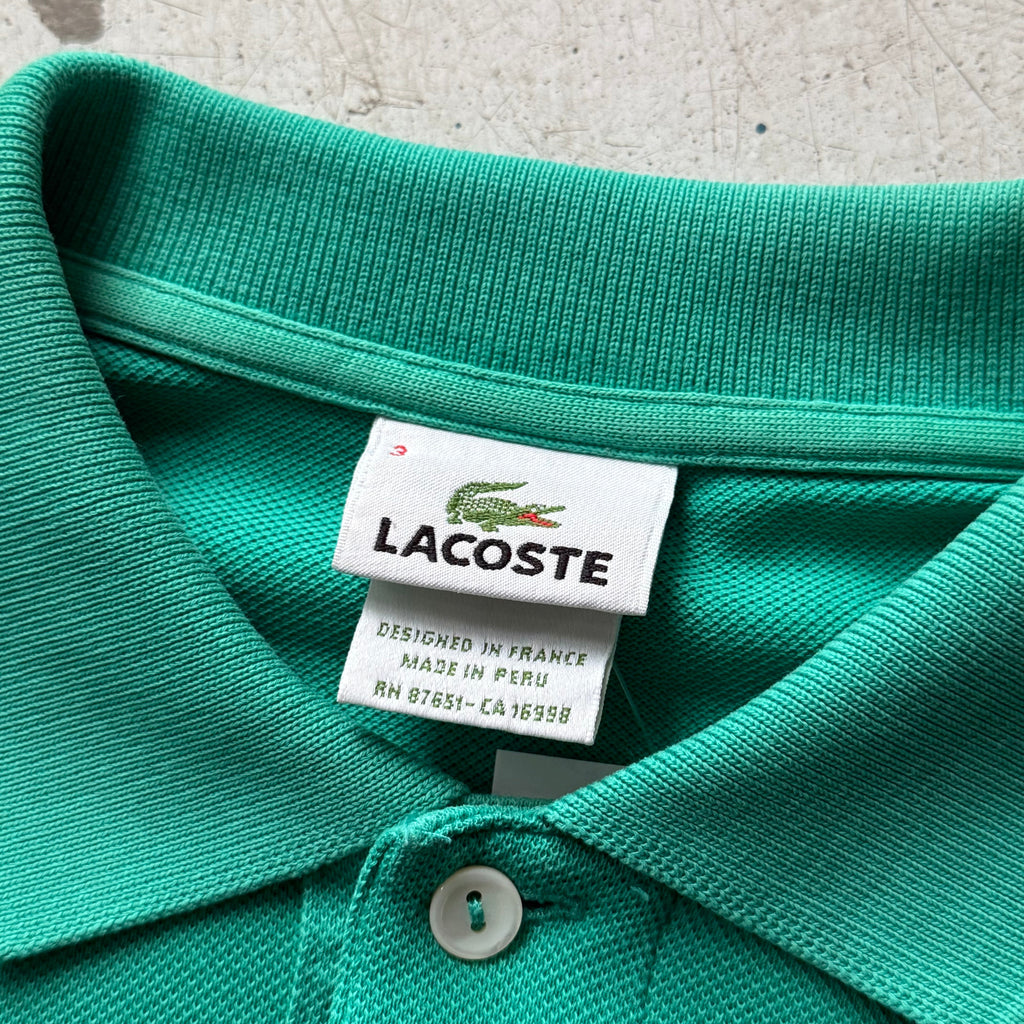 3
LACOSTE
DESIGNED IN FRANCE
MADE IN PERU
RN 87651-CA 16998